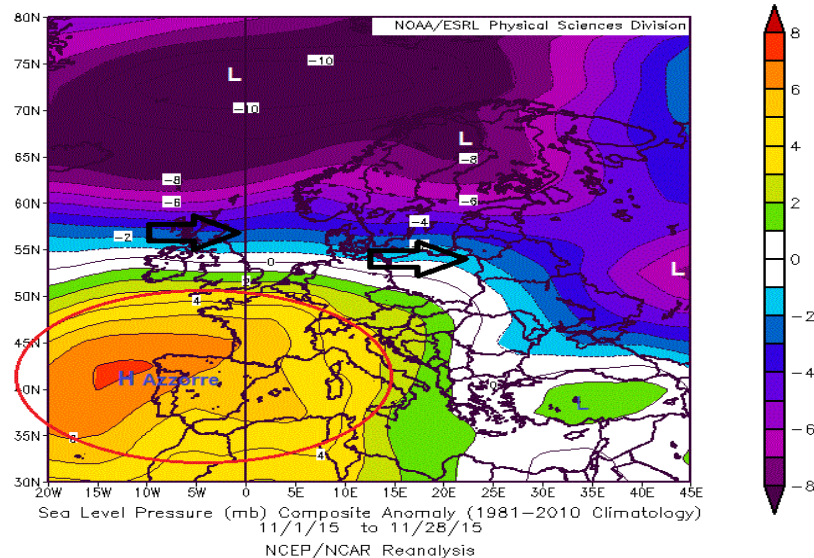 NOAA/ESRL Physical Sciences Division
80N
75N
70N
65N
60N
55N
50N
45N
40N
35N
30N
L
-10
-10
L
-8
-8
-6
-6
-4
-2
0
L
4
H Azzorre
0
L
4
20W 15W 10W 5W 0 5E 10E 15E 20E 25E 30E 35E 40E 45E
8
6
4
2
0
-2
-4
-6
-8
Sea Level Pressure (mb) Composite Anomaly (1981-2010 Climatology)
11/1/15 to 11/28/15
NCEP/NCAR Reanalysis